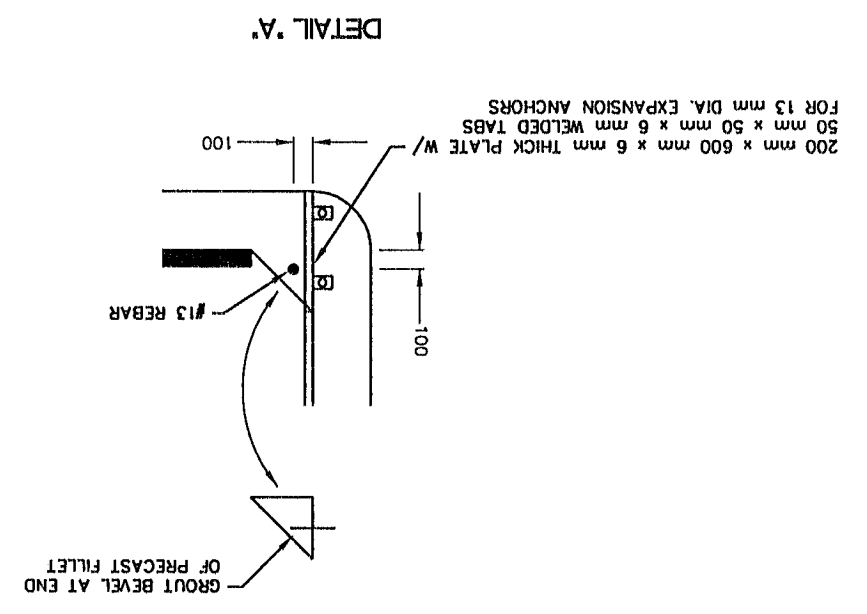 GROUT BEVEL AT END
OF PRECAST FILLET
100
#13 REBAR
200 mm x 600 mm x 6 mm THICK PLATE W/
50 mm x 50 mm x 6 mm WELDED TABS
FOR 13 mm DIA. EXPANSION ANCHORS
100
DETAIL "A"